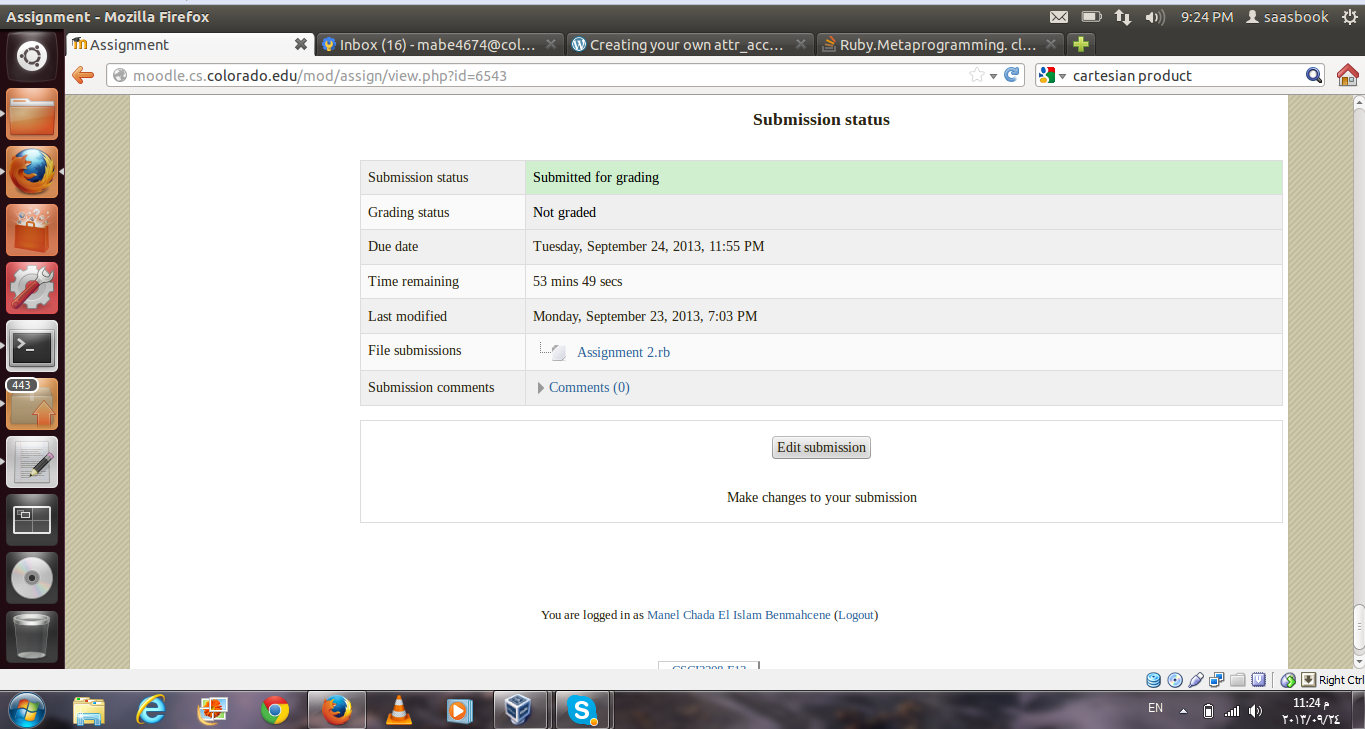 Assignment - Mozilla Firefox
9:24 PM saasbook
Assignment
Inbox (16) - mabe4674@col...
Creating your own attr_acc...
Ruby.Metaprogramming. cl...
moodle.cs.colorado.edu/mod/assign/view.php?id=6543
cartesian product
Submission status
Submission status Submitted for grading
Grading status Not graded
Due date Tuesday, September 24, 2013, 11:55 PM
Time remaining 53 mins 49 secs
Last modified Monday, September 23, 2013, 7:03 PM
File submissions Assignment 2.rb
443
Submission comments Comments (0)
Edit submission
Make changes to your submission
You are logged in as Manel Chada El Islam Benmahcene (Logout)
Right Ctrl
EN
11:24 م
٢٠١٣/٠٩/٢٤